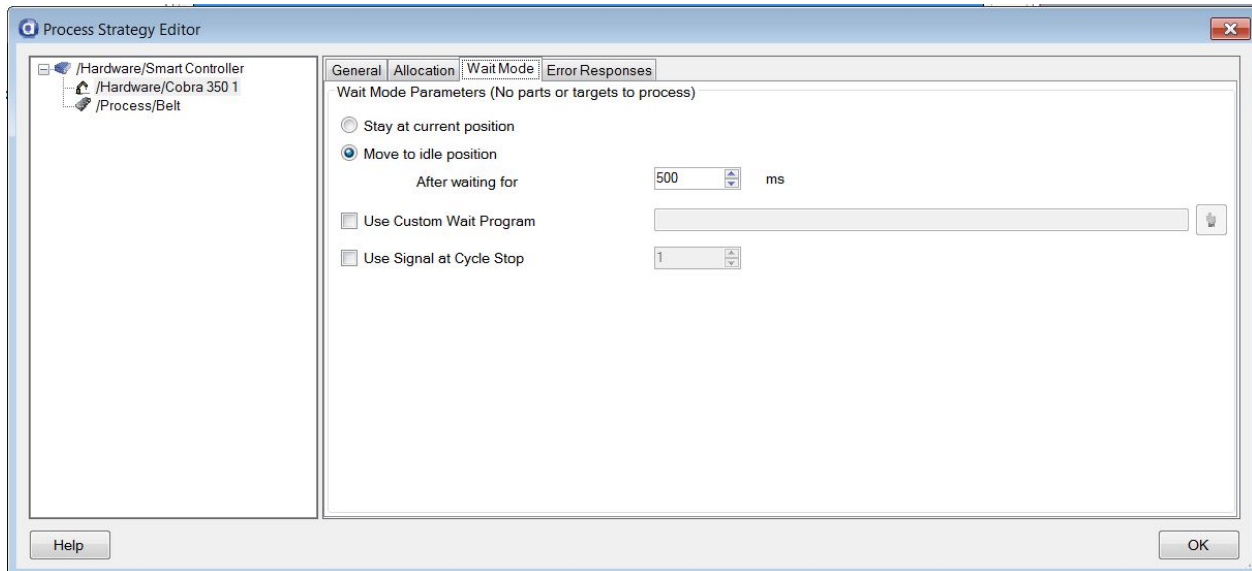 Process Strategy Editor
/Hardware/Smart Controller
/Hardware/Cobra 350 1
/Process/Belt
General Allocation Wait Mode Error Responses
Wait Mode Parameters (No parts or targets to process)
Stay at current position
Move to idle position
After waiting for 500 ms
Use Custom Wait Program
Use Signal at Cycle Stop 1
Help OK